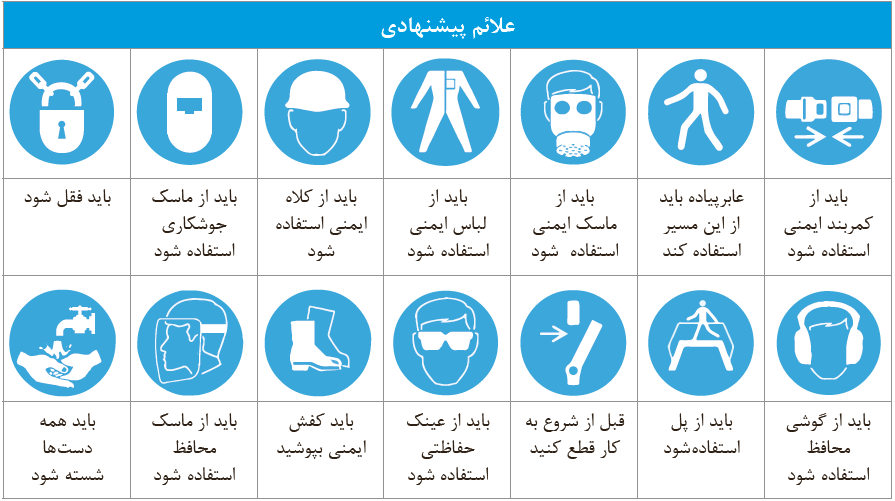 علائم پیشنهادی
باید از
کمربند ایمنی
استفاده شود
عابرپیاده باید
از این مسیر
استفاده کند
باید از
ماسک ایمنی
استفاده شود
باید از
لباس ایمنی
استفاده شود
باید از کلاه
ایمنی استفاده
شود
باید از ماسک
جوشکاری
استفاده شود
باید فقل شود
باید از گوشی
محافظ
استفاده شود
باید از پل
استفاده‌شود
قبل از شروع به
کار قطع کنید
باید از عینک
حفاظتی
استفاده شود
باید کفش
ایمنی بپوشید
باید از ماسک
محافظ
استفاده شود
باید همه
دست‌ها
شسته شود